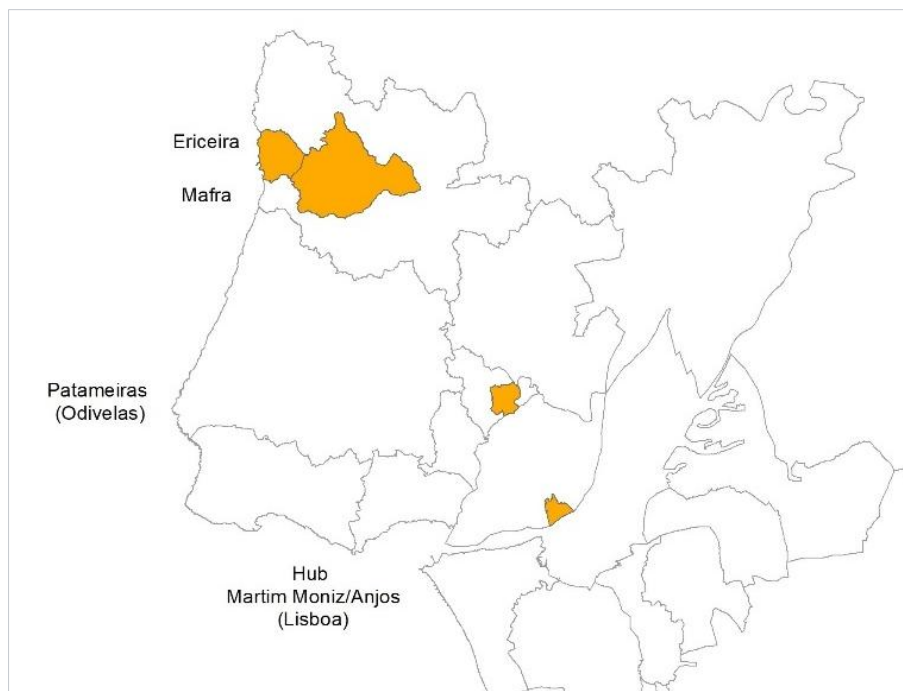 Ericeira
Mafra
Patameiras
(Odivelas)
Hub
Martim Moniz/Anjos
(Lisboa)